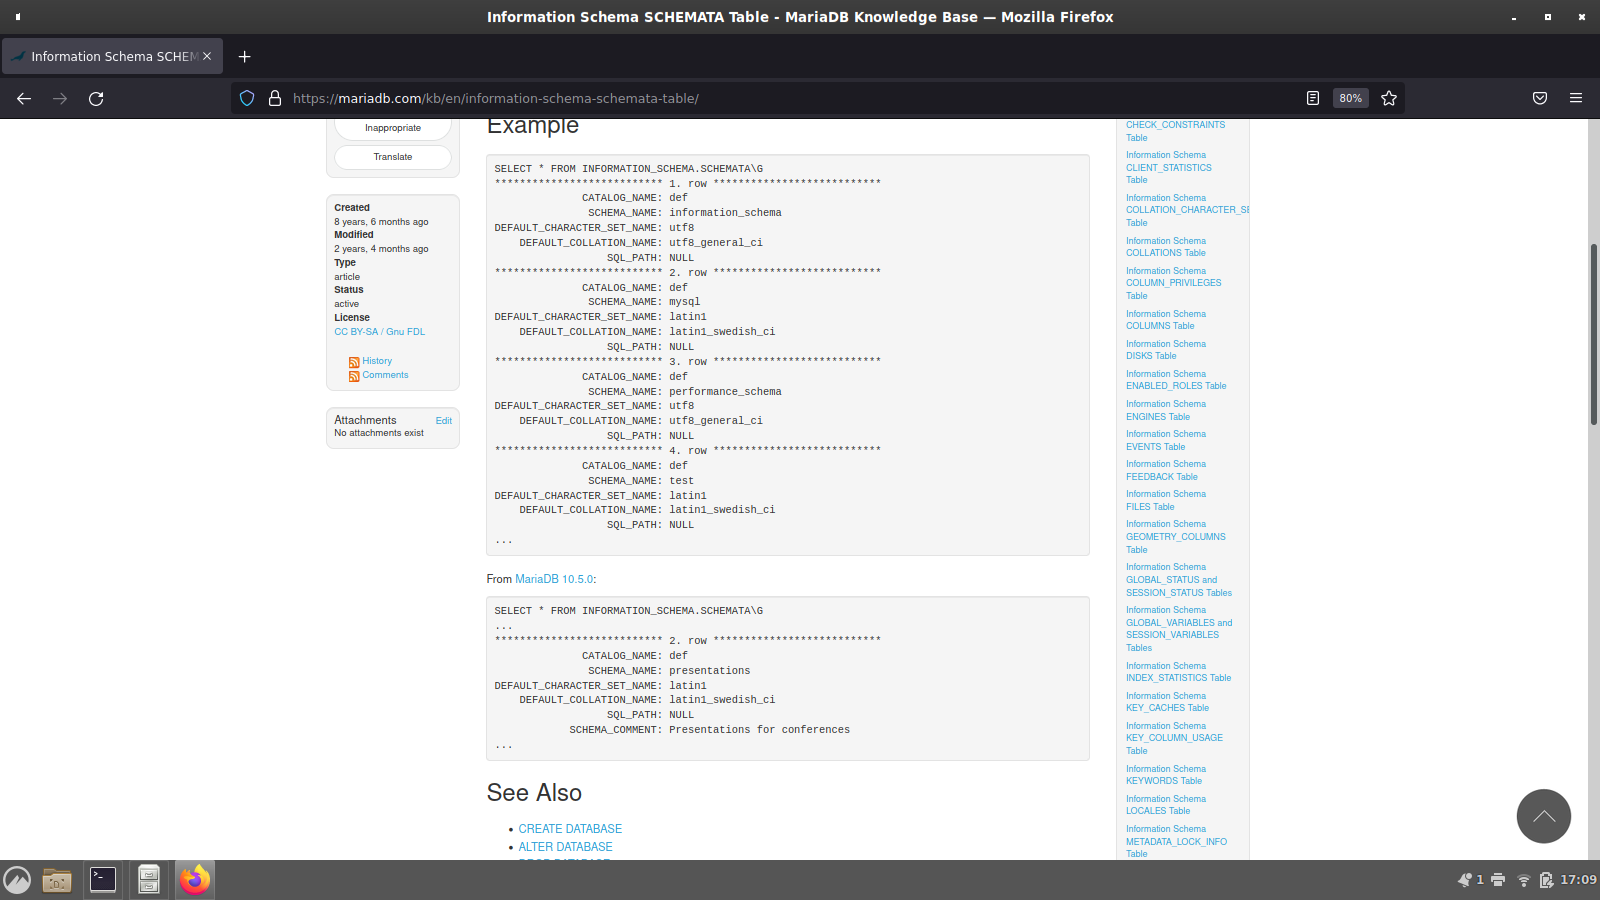 Information Schema SCHEMATA Table - MariaDB Knowledge Base — Mozilla Firefox
Information Schema SCHEM
https://mariadb.com/kb/en/information-schema-schemata-table/
80%
Inappropriate
Translate
Created
8 years, 6 months ago
Modified
2 years, 4 months ago
Type
article
Status
active
License
CC BY-SA / Gnu FDL
History
Comments
Attachments Edit
No attachments exist
Example
SELECT * FROM INFORMATION_SCHEMA.SCHEMATA\G
*************************** 1. row ***************************
CATALOG_NAME: def
SCHEMA_NAME: information_schema
DEFAULT_CHARACTER_SET_NAME: utf8
DEFAULT_COLLATION_NAME: utf8_general_ci
SQL_PATH: NULL
*************************** 2. row ***************************
CATALOG_NAME: def
SCHEMA_NAME: mysql
DEFAULT_CHARACTER_SET_NAME: latin1
DEFAULT_COLLATION_NAME: latin1_swedish_ci
SQL_PATH: NULL
*************************** 3. row ***************************
CATALOG_NAME: def
SCHEMA_NAME: performance_schema
DEFAULT_CHARACTER_SET_NAME: utf8
DEFAULT_COLLATION_NAME: utf8_general_ci
SQL_PATH: NULL
*************************** 4. row ***************************
CATALOG_NAME: def
SCHEMA_NAME: test
DEFAULT_CHARACTER_SET_NAME: latin1
DEFAULT_COLLATION_NAME: latin1_swedish_ci
SQL_PATH: NULL
...
From MariaDB 10.5.0:
SELECT * FROM INFORMATION_SCHEMA.SCHEMATA\G
...
*************************** 2. row ***************************
CATALOG_NAME: def
SCHEMA_NAME: presentations
DEFAULT_CHARACTER_SET_NAME: latin1
DEFAULT_COLLATION_NAME: latin1_swedish_ci
SQL_PATH: NULL
SCHEMA_COMMENT: Presentations for conferences
...
See Also
• CREATE DATABASE
• ALTER DATABASE
CHECK_CONSTRAINTS
Table
Information Schema
CLIENT_STATISTICS
Table
Information Schema
COLLATION_CHARACTER_SE
Table
Information Schema
COLLATIONS Table
Information Schema
COLUMN_PRIVILEGES
Table
Information Schema
COLUMNS Table
Information Schema
DISKS Table
Information Schema
ENABLED_ROLES Table
Information Schema
ENGINES Table
Information Schema
EVENTS Table
Information Schema
FEEDBACK Table
Information Schema
FILES Table
Information Schema
GEOMETRY_COLUMNS
Table
Information Schema
GLOBAL_STATUS and
SESSION_STATUS Tables
Information Schema
GLOBAL_VARIABLES and
SESSION_VARIABLES
Tables
Information Schema
INDEX_STATISTICS Table
Information Schema
KEY_CACHES Table
Information Schema
KEY_COLUMN_USAGE
Table
Information Schema
KEYWORDS Table
Information Schema
LOCALES Table
Information Schema
METADATA_LOCK_INFO
Table
1
17:09